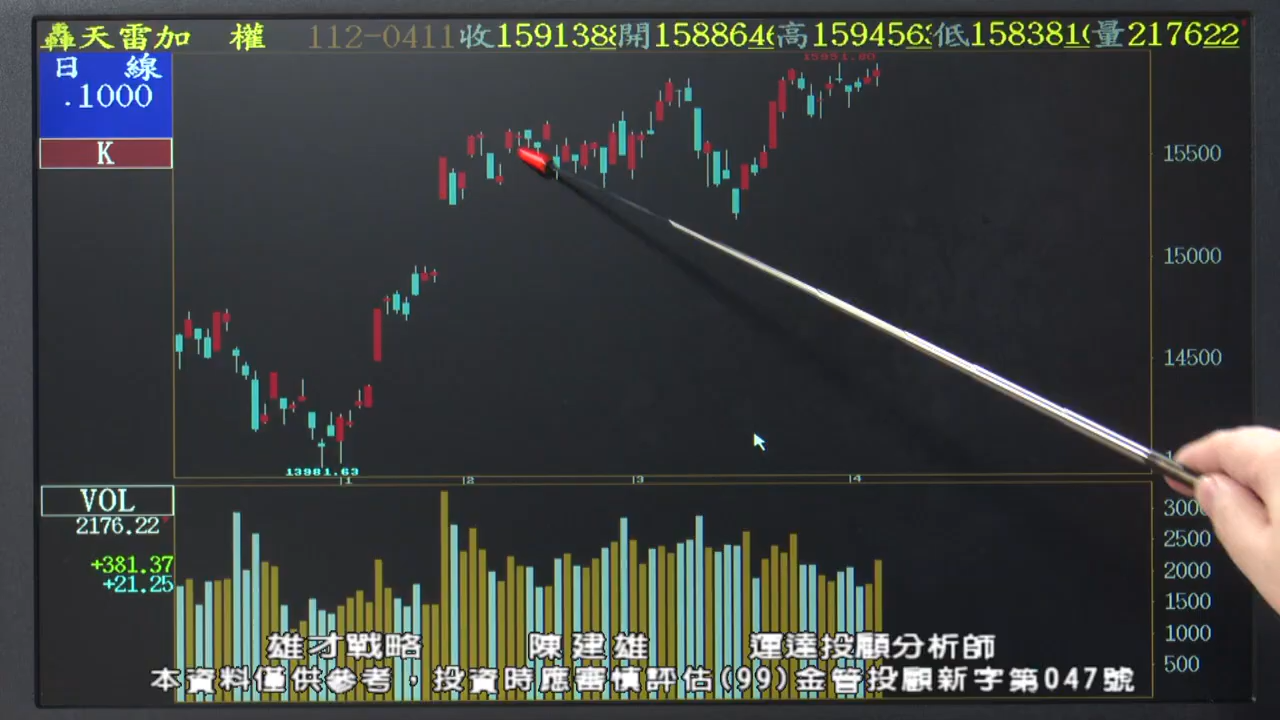 轟天雷加 權 112-0411收1591388開1588646高159456低158381量217622
日 線
.1000
K
15951.80
15500
15000
14500
13981.63
1 2 3 4
VOL
2176.22
+381.37
+21.25
3000
2500
2000
1500
1000
500
雄才戰略 陳建雄 運達投顧分析師
本資料僅供參考，投資時應審慎評估(99)金管投顧新字第047號